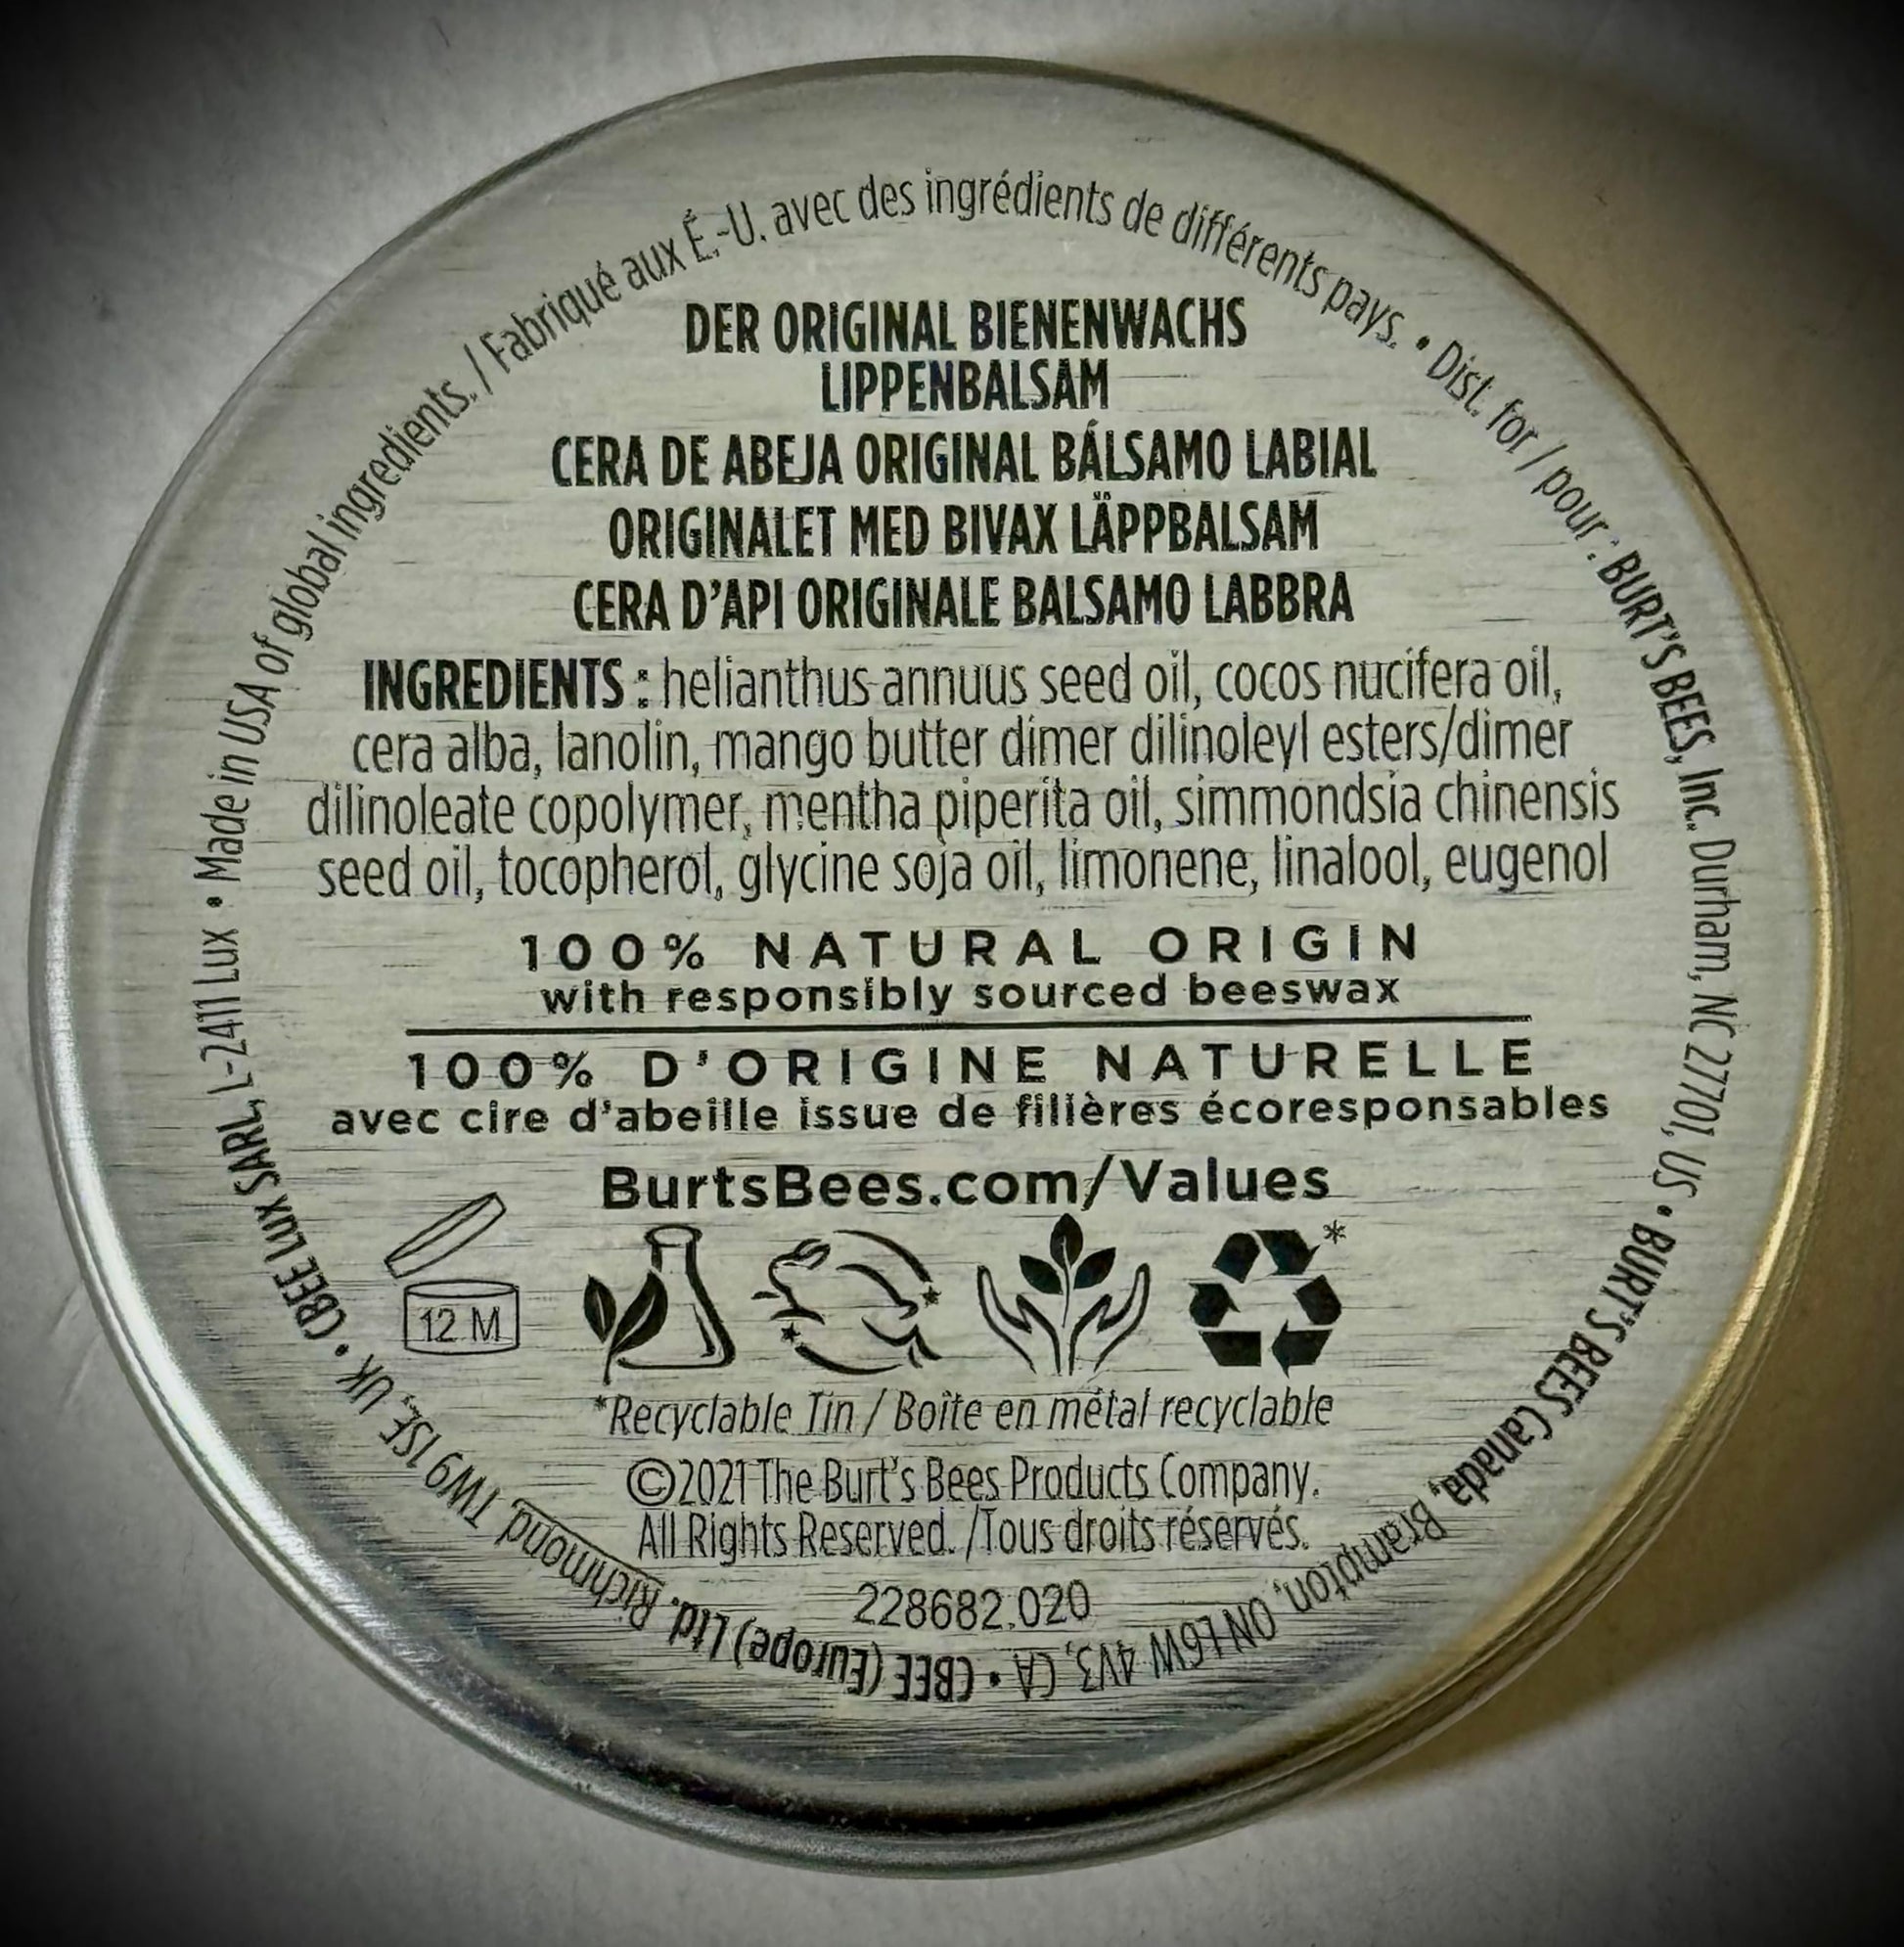 • Made in USA of global ingredients. / Fabriqué aux É.-U. avec des ingrédients de différents pays. • Dist. for / pour : BURT'S BEES, Inc. Durham, NC 27701, US • BURT'S BEES Canada, Brampton, ON L6W 4V3, CA • CBEE (Europe) Ltd. Richmond, TW9 1SE, UK • CBEE Lux SARL, L-2411 Lux
DER ORIGINAL BIENENWACHS
LIPPENBALSAM
CERA DE ABEJA ORIGINAL BÁLSAMO LABIAL
ORIGINALET MED BIVAX LÄPPBALSAM
CERA D'API ORIGINALE BALSAMO LABBRA
INGREDIENTS : helianthus annuus seed oil, cocos nucifera oil,
cera alba, lanolin, mango butter dimer dilinoleyl esters/dimer
dilinoleate copolymer, mentha piperita oil, simmondsia chinensis
seed oil, tocopherol, glycine soja oil, limonene, linalool, eugenol
100% NATURAL ORIGIN
with responsibly sourced beeswax
100% D'ORIGINE NATURELLE
avec cire d'abeille issue de filières écoresponsables
BurtsBees.com/Values
12 M
*
*Recyclable Tin / Boîte en métal recyclable
©2021 The Burt's Bees Products Company.
All Rights Reserved. /Tous droits réservés.
228682.020